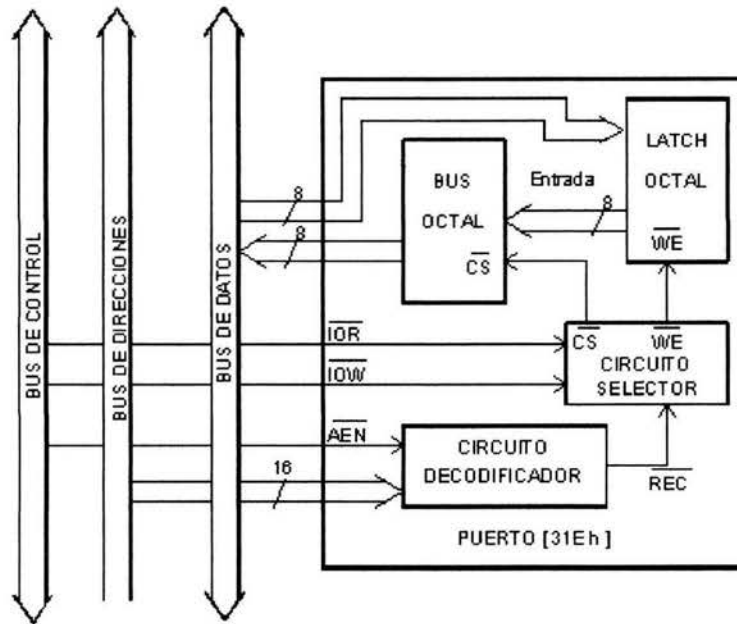 BUS DE CONTROL
BUS DE DIRECCIONES
BUS DE DATOS
8
8
BUS
OCTAL
CS
Entrada
8
LATCH
OCTAL
WE
IOR
IOW
CS
WE
CIRCUITO
SELECTOR
AEN
16
CIRCUITO
DECODIFICADOR
REC
PUERTO [31Eh]